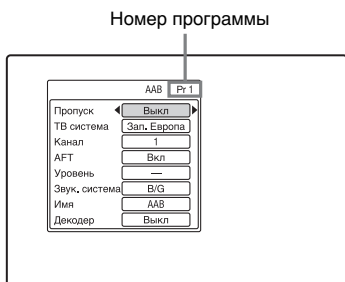 Номер программы
AAB Pr 1
Пропуск Выкл
ТВ система Зап. Европа
Канал 1
AFT Вкл
Уровень —
Звук. система B/G
Имя AAB
Декодер Выкл